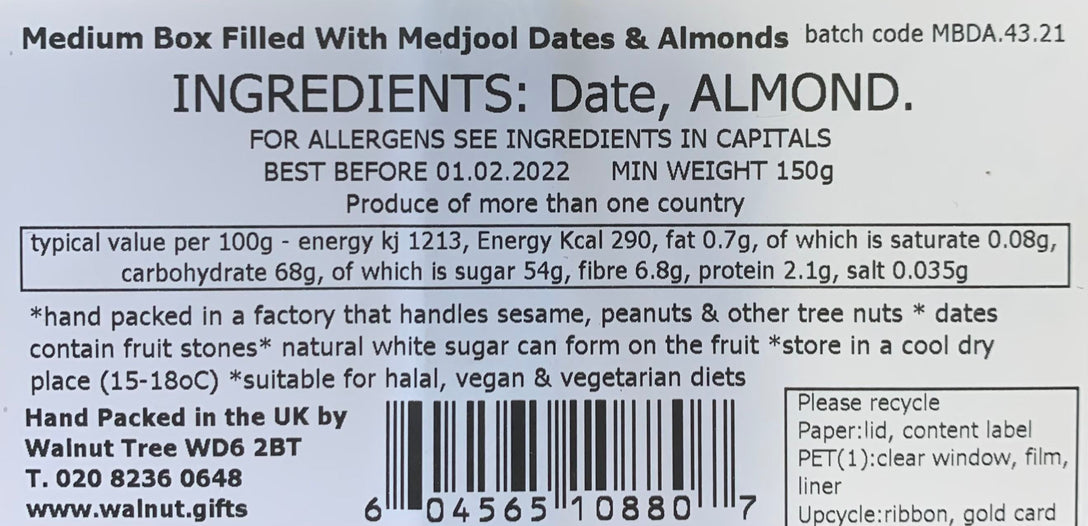 Medium Box Filled With Medjool Dates & Almonds batch code MBDA.43.21
INGREDIENTS: Date, ALMOND.
FOR ALLERGENS SEE INGREDIENTS IN CAPITALS
BEST BEFORE 01.02.2022 MIN WEIGHT 150g
Produce of more than one country
typical value per 100g - energy kj 1213, Energy Kcal 290, fat 0.7g, of which is saturate 0.08g,
carbohydrate 68g, of which is sugar 54g, fibre 6.8g, protein 2.1g, salt 0.035g
*hand packed in a factory that handles sesame, peanuts & other tree nuts * dates
contain fruit stones* natural white sugar can form on the fruit *store in a cool dry
place (15-18oC) *suitable for halal, vegan & vegetarian diets
Hand Packed in the UK by
Walnut Tree WD6 2BT
T. 020 8236 0648
www.walnut.gifts
6 04565 10880 7
Please recycle
Paper:lid, content label
PET(1):clear window, film,
liner
Upcycle:ribbon, gold card